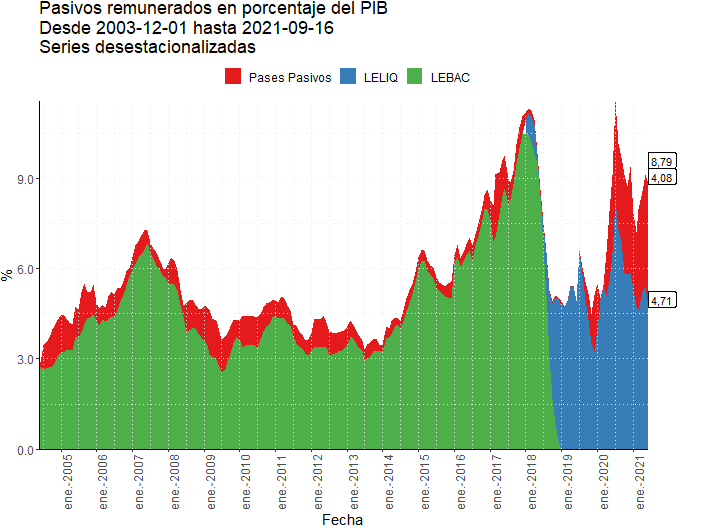 Pasivos remunerados en porcentaje del PIB
Desde 2003-12-01 hasta 2021-09-16
Series desestacionalizadas
Pases Pasivos LELIQ LEBAC
8,79
4,08
4,71
9.0
6.0
3.0
0.0
%
ene.-2005 ene.-2006 ene.-2007 ene.-2008 ene.-2009 ene.-2010 ene.-2011 ene.-2012 ene.-2013 ene.-2014 ene.-2015 ene.-2016 ene.-2017 ene.-2018 ene.-2019 ene.-2020 ene.-2021
Fecha